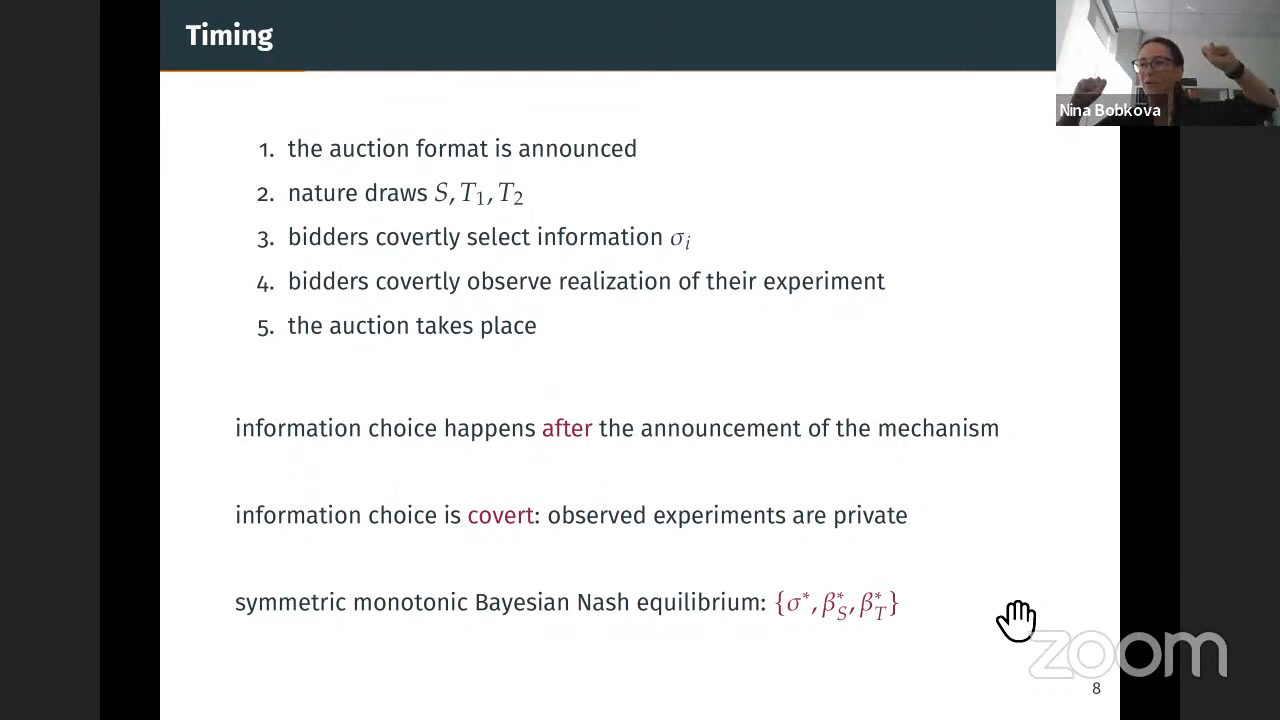 Timing
Nina Bobkova
1. the auction format is announced
2. nature draws S, T₁, T₂
3. bidders covertly select information σᵢ
4. bidders covertly observe realization of their experiment
5. the auction takes place
information choice happens after the announcement of the mechanism
information choice is covert: observed experiments are private
symmetric monotonic Bayesian Nash equilibrium: {σ*, β*_S, β*_T}
zoom
8